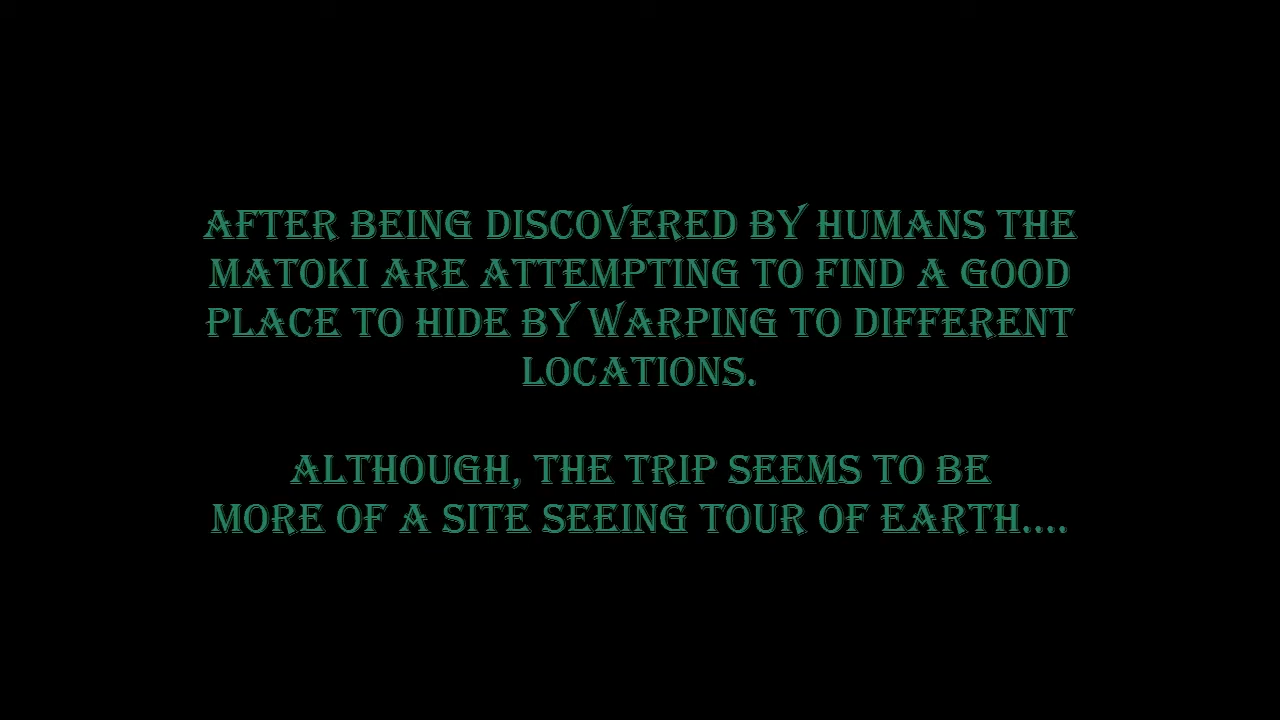 AFTER BEING DISCOVERED BY HUMANS THE
MATOKI ARE ATTEMPTING TO FIND A GOOD
PLACE TO HIDE BY WARPING TO DIFFERENT
LOCATIONS.
ALTHOUGH, THE TRIP SEEMS TO BE
MORE OF A SITE SEEING TOUR OF EARTH....